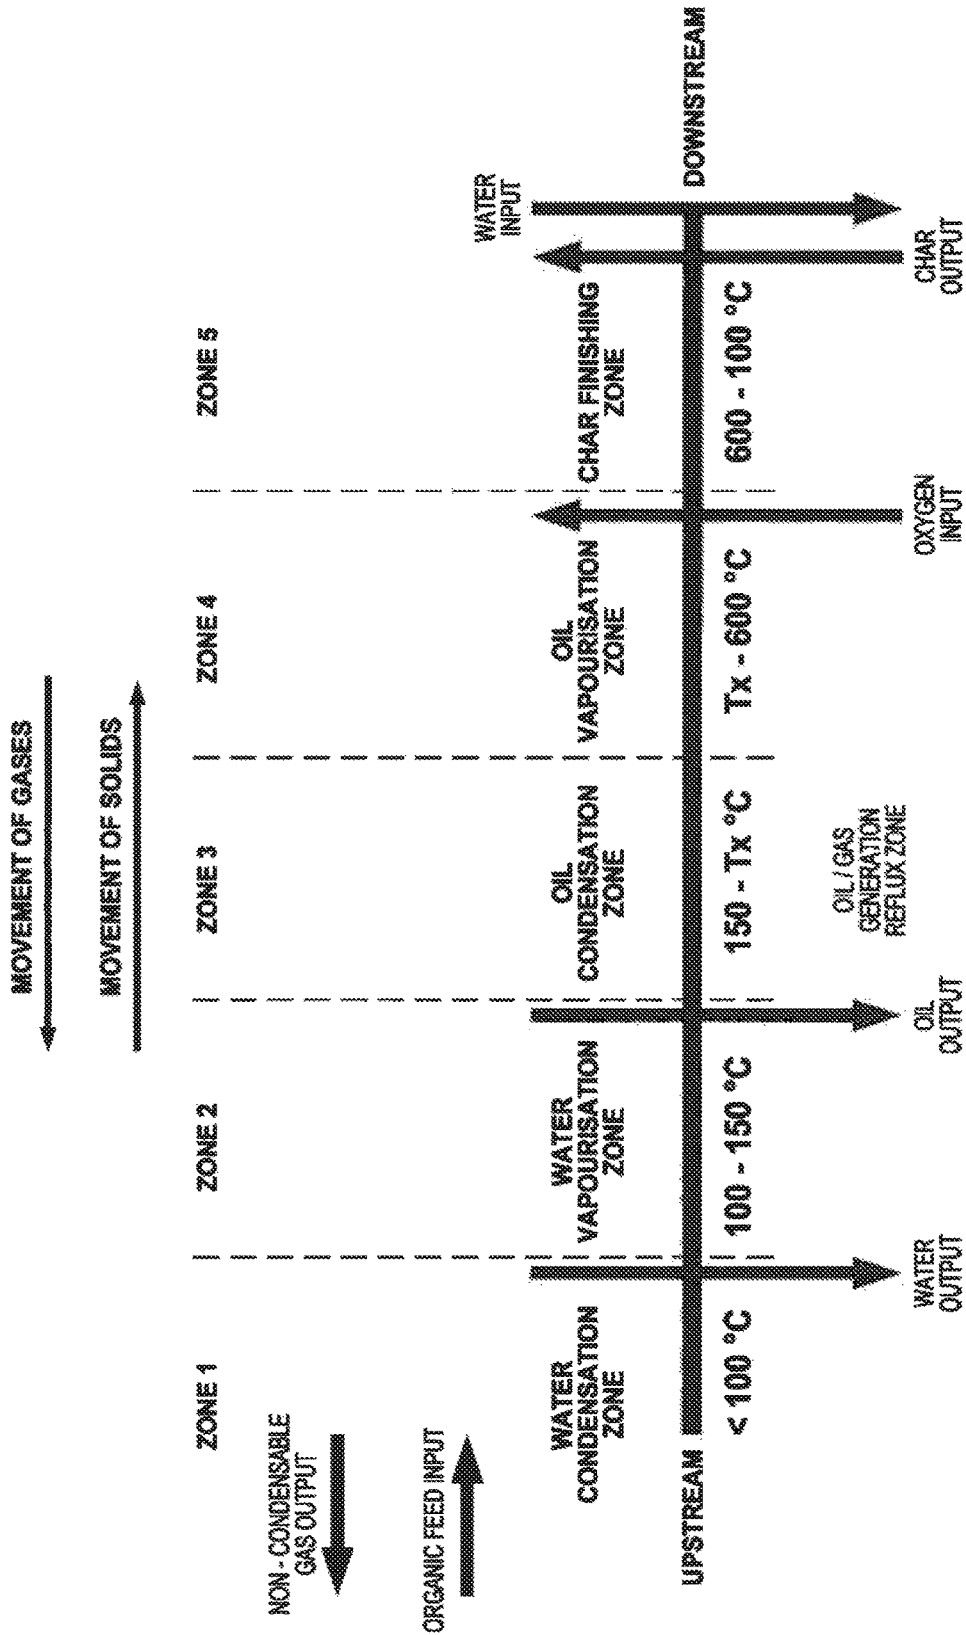 MOVEMENT OF GASES
MOVEMENT OF SOLIDS
ZONE 1
ZONE 2
ZONE 3
ZONE 4
ZONE 5
NON - CONDENSABLE
GAS OUTPUT
ORGANIC FEED INPUT
WATER
CONDENSATION
ZONE
WATER
VAPOURISATION
ZONE
OIL
CONDENSATION
ZONE
OIL
VAPOURISATION
ZONE
CHAR FINISHING
ZONE
WATER
INPUT
UPSTREAM
DOWNSTREAM
< 100 °C
100 - 150 °C
150 - Tx °C
Tx - 600 °C
600 - 100 °C
WATER
OUTPUT
OIL
OUTPUT
OIL / GAS
GENERATION
REFLUX ZONE
OXYGEN
INPUT
CHAR
OUTPUT